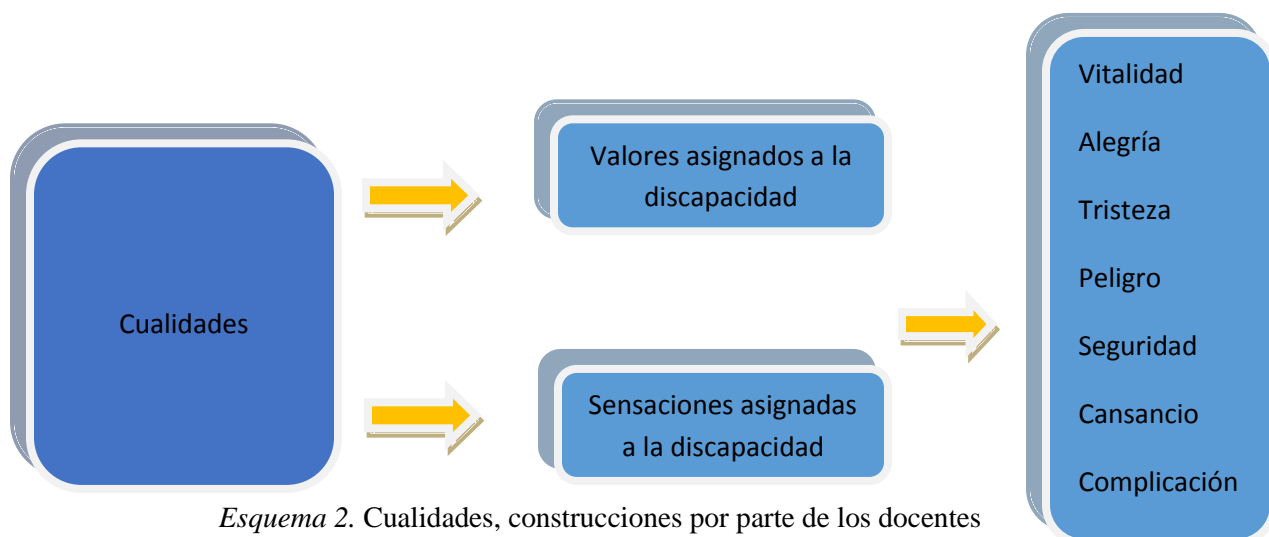 Cualidades
Valores asignados a la
discapacidad
Sensaciones asignadas
a la discapacidad
Vitalidad
Alegría
Tristeza
Peligro
Seguridad
Cansancio
Complicación
Esquema 2. Cualidades, construcciones por parte de los docentes